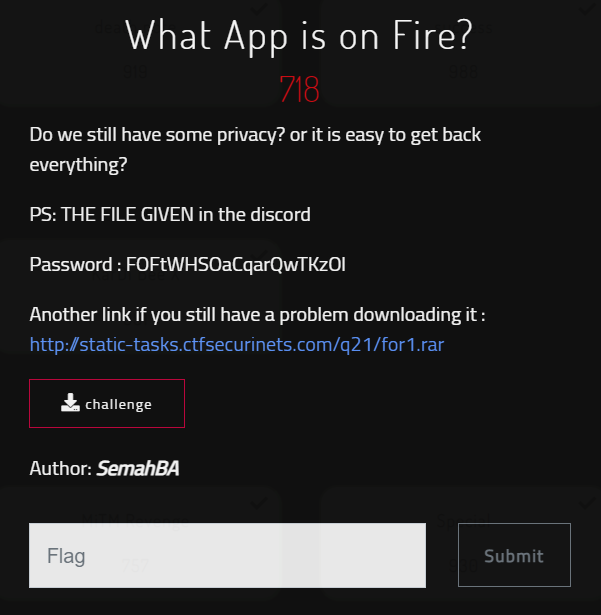 What App is on Fire?
718
Do we still have some privacy? or it is easy to get back
everything?
PS: THE FILE GIVEN in the discord
Password : FOFtWHSOaCqarQwTKzOI
Another link if you still have a problem downloading it :
http://static-tasks.ctfsecurinets.com/q21/for1.rar
challenge
Author: SemahBA
Flag
Submit